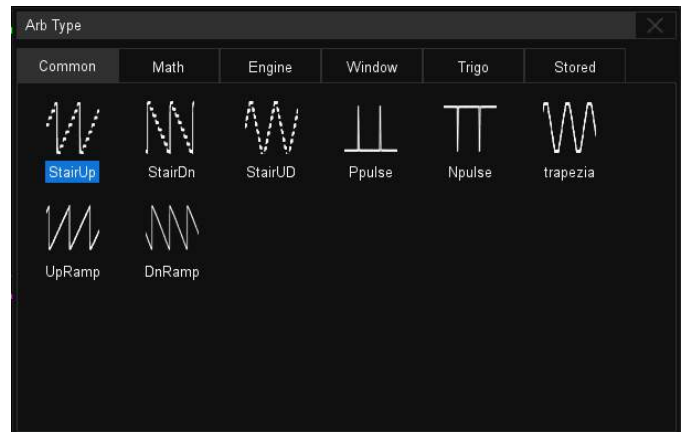 Arb Type
Common Math Engine Window Trigo Stored
StairUp StairDn StairUD Ppulse Npulse trapezia
UpRamp DnRamp